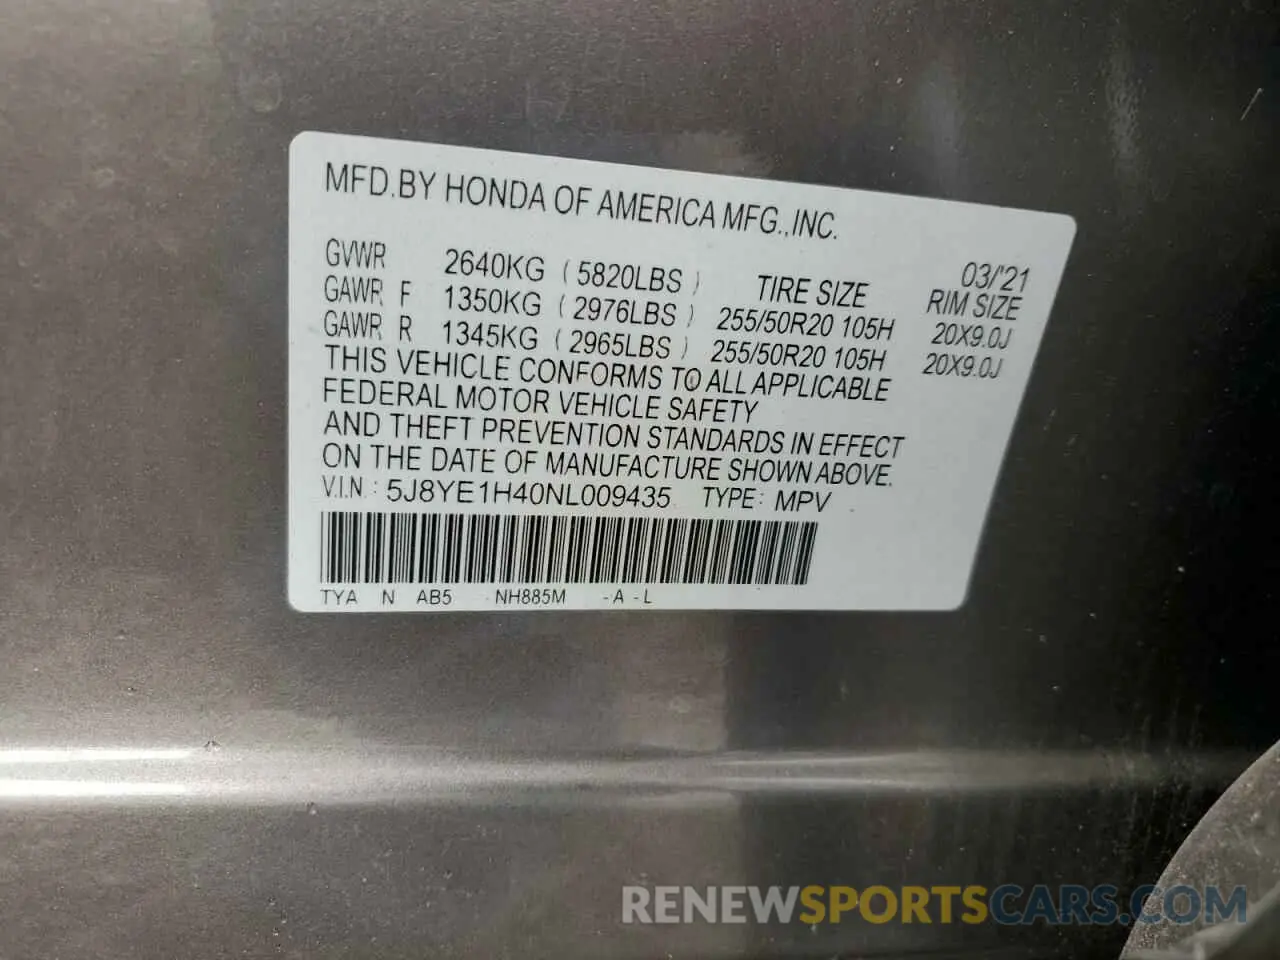 MFD.BY HONDA OF AMERICA MFG.,INC.
03/'21
GVWR 2640KG (5820LBS) TIRE SIZE RIM SIZE
GAWR F 1350KG (2976LBS) 255/50R20 105H 20X9.0J
GAWR R 1345KG (2965LBS) 255/50R20 105H 20X9.0J
THIS VEHICLE CONFORMS TO ALL APPLICABLE
FEDERAL MOTOR VEHICLE SAFETY
AND THEFT PREVENTION STANDARDS IN EFFECT
ON THE DATE OF MANUFACTURE SHOWN ABOVE.
V.I.N.: 5J8YE1H40NL009435 TYPE: MPV
TYA N AB5 NH885M -A -L
RENEWSPORTSCARS.COM